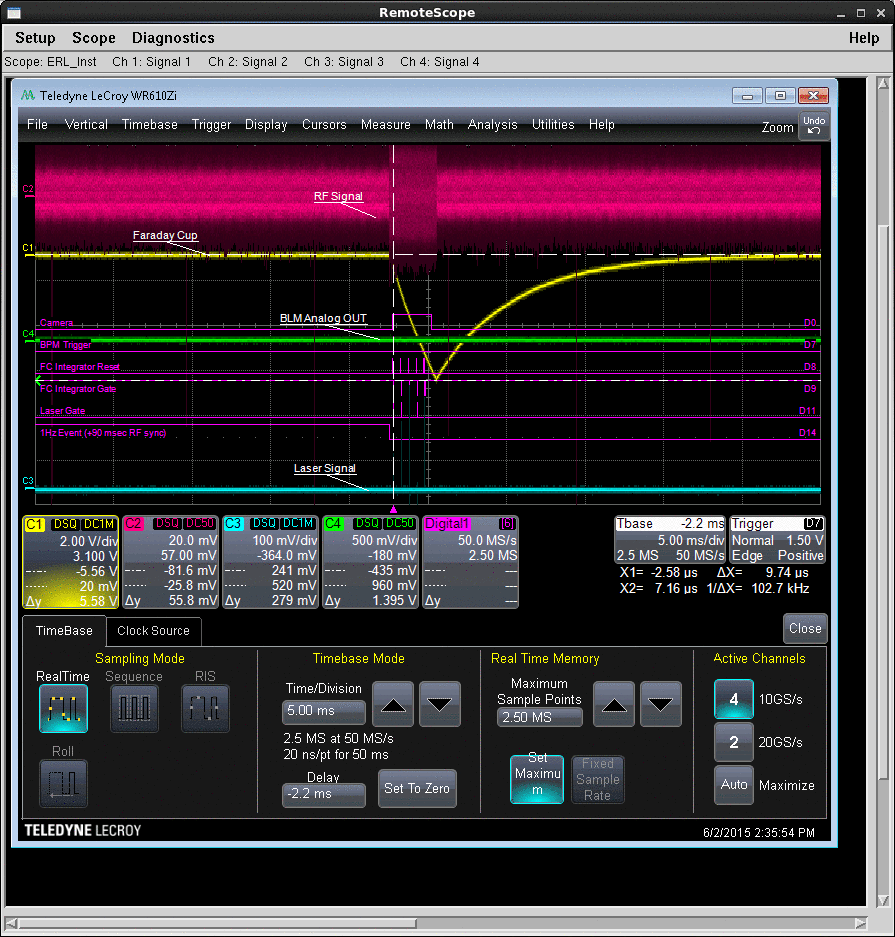 RemoteScope
Setup Scope Diagnostics Help
Scope: ERL_Inst Ch 1: Signal 1 Ch 2: Signal 2 Ch 3: Signal 3 Ch 4: Signal 4
Teledyne LeCroy WR610Zi
File Vertical Timebase Trigger Display Cursors Measure Math Analysis Utilities Help Zoom Undo
C2
RF Signal
Faraday Cup
C1
BLM Analog OUT
Camera D0
C4
BPM Trigger D7
FC Integrator Reset D8
FC Integrator Gate D9
Laser Gate D11
1Hz Event (+90 msec RF sync) D14
Laser Signal
C3
C1 DSQ DC1M C2 DSQ DC50 C3 DSQ DC1M C4 DSQ DC50 Digital1 [6] Tbase -2.2 ms Trigger D7
2.00 V/div 20.0 mV 100 mV/div 500 mV/div 50.0 MS/s 5.00 ms/div Normal 1.50 V
3.100 V 57.00 mV -364.0 mV -180 mV 2.50 MS 2.5 MS 50 MS/s Edge Positive
-5.56 V -81.6 mV 241 mV -435 mV --- X1= -2.58 µs ΔX= 9.74 µs
20 mV -25.8 mV 520 mV 960 mV --- X2= 7.16 µs 1/ΔX= 102.7 kHz
Δy 5.58 V Δy 55.8 mV Δy 279 mV Δy 1.395 V Δy ---
TimeBase Clock Source Close
Sampling Mode Timebase Mode Real Time Memory Active Channels
RealTime Sequence RIS
Time/Division
5.00 ms
Maximum
Sample Points
2.50 MS
4 10GS/s
2.5 MS at 50 MS/s
20 ns/pt for 50 ms
2 20GS/s
Roll
Delay
-2.2 ms
Set To Zero
Set
Maximu
m
Fixed
Sample
Rate
Auto Maximize
TELEDYNE LECROY 6/2/2015 2:35:54 PM